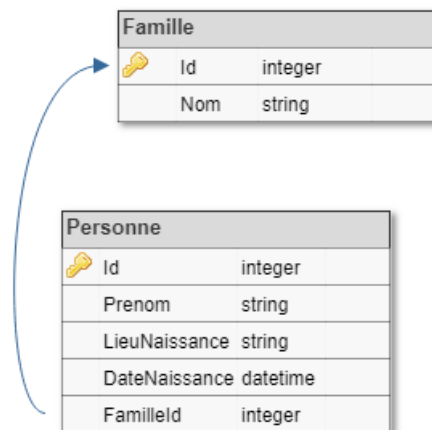 Famille
Id integer
Nom string
Personne
Id integer
Prenom string
LieuNaissance string
DateNaissance datetime
FamilleId integer